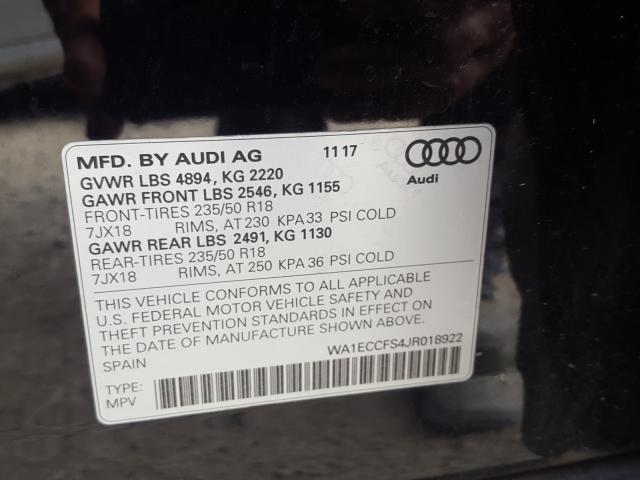 MFD. BY AUDI AG 11 17
GVWR LBS 4894, KG 2220
GAWR FRONT LBS 2546, KG 1155
FRONT-TIRES 235/50 R18
7JX18 RIMS, AT 230 KPA 33 PSI COLD
GAWR REAR LBS 2491, KG 1130
REAR-TIRES 235/50 R18
7JX18 RIMS, AT 250 KPA 36 PSI COLD
Audi
THIS VEHICLE CONFORMS TO ALL APPLICABLE
U.S. FEDERAL MOTOR VEHICLE SAFETY AND
THEFT PREVENTION STANDARDS IN EFFECT ON
THE DATE OF MANUFACTURE SHOWN ABOVE.
SPAIN
WA1ECCFS4JR018922
TYPE:
MPV